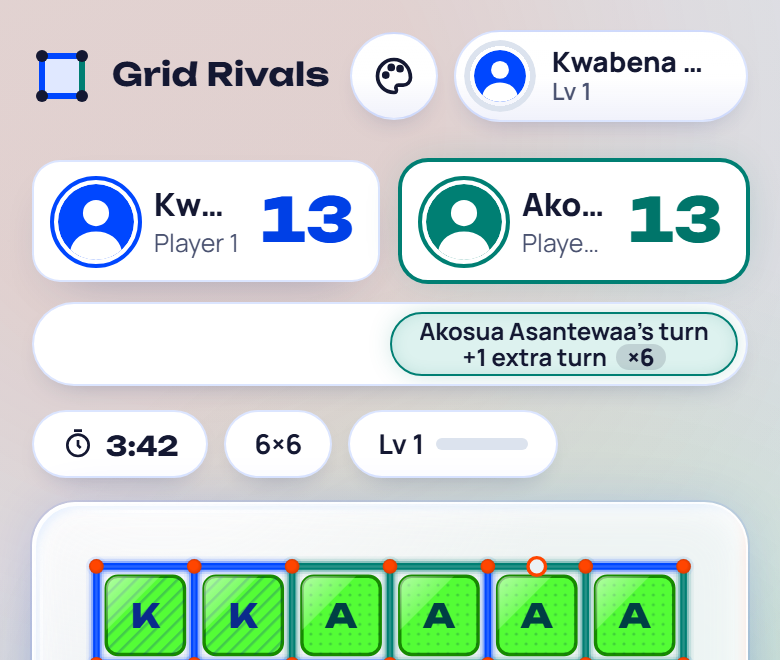 Grid Rivals
Kwabena ...
Lv 1
Kw...
Player 1
13
Ako...
Playe...
13
Akosua Asantewaa's turn
+1 extra turn ×6
3:42
6×6
Lv 1
K K A A A A